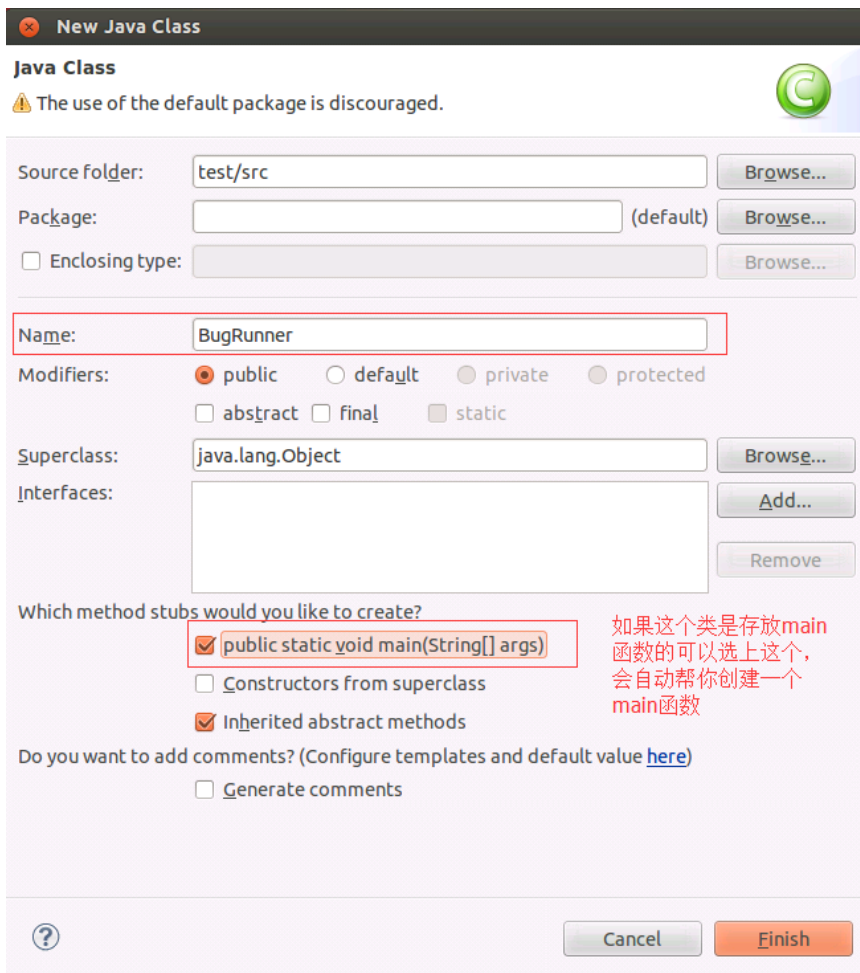 New Java Class
Java Class
The use of the default package is discouraged.
Source folder: test/src Browse...
Package: (default) Browse...
Enclosing type: Browse...
Name: BugRunner
Modifiers: public default private protected
abstract final static
Superclass: java.lang.Object Browse...
Interfaces: Add...
Remove
Which method stubs would you like to create?
public static void main(String[] args)
Constructors from superclass
Inherited abstract methods
如果这个类是存放main
函数的可以选上这个，
会自动帮你创建一个
main函数
Do you want to add comments? (Configure templates and default value here)
Generate comments
? Cancel Finish